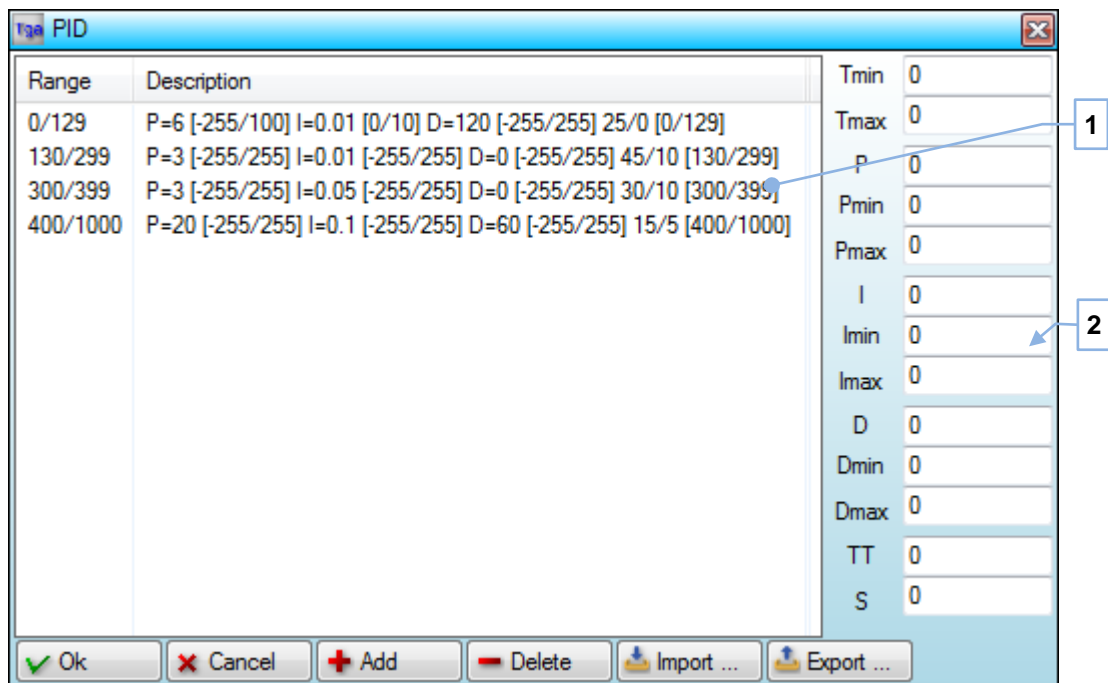 Tga PID
Range Description
0/129 P=6 [-255/100] I=0.01 [0/10] D=120 [-255/255] 25/0 [0/129]
130/299 P=3 [-255/255] I=0.01 [-255/255] D=0 [-255/255] 45/10 [130/299]
300/399 P=3 [-255/255] I=0.05 [-255/255] D=0 [-255/255] 30/10 [300/399]
400/1000 P=20 [-255/255] I=0.1 [-255/255] D=60 [-255/255] 15/5 [400/1000]
Tmin 0
Tmax 0
P 0
Pmin 0
Pmax 0
I 0
Imin 0
Imax 0
D 0
Dmin 0
Dmax 0
TT 0
S 0
1
2
Ok Cancel Add Delete Import ... Export ...